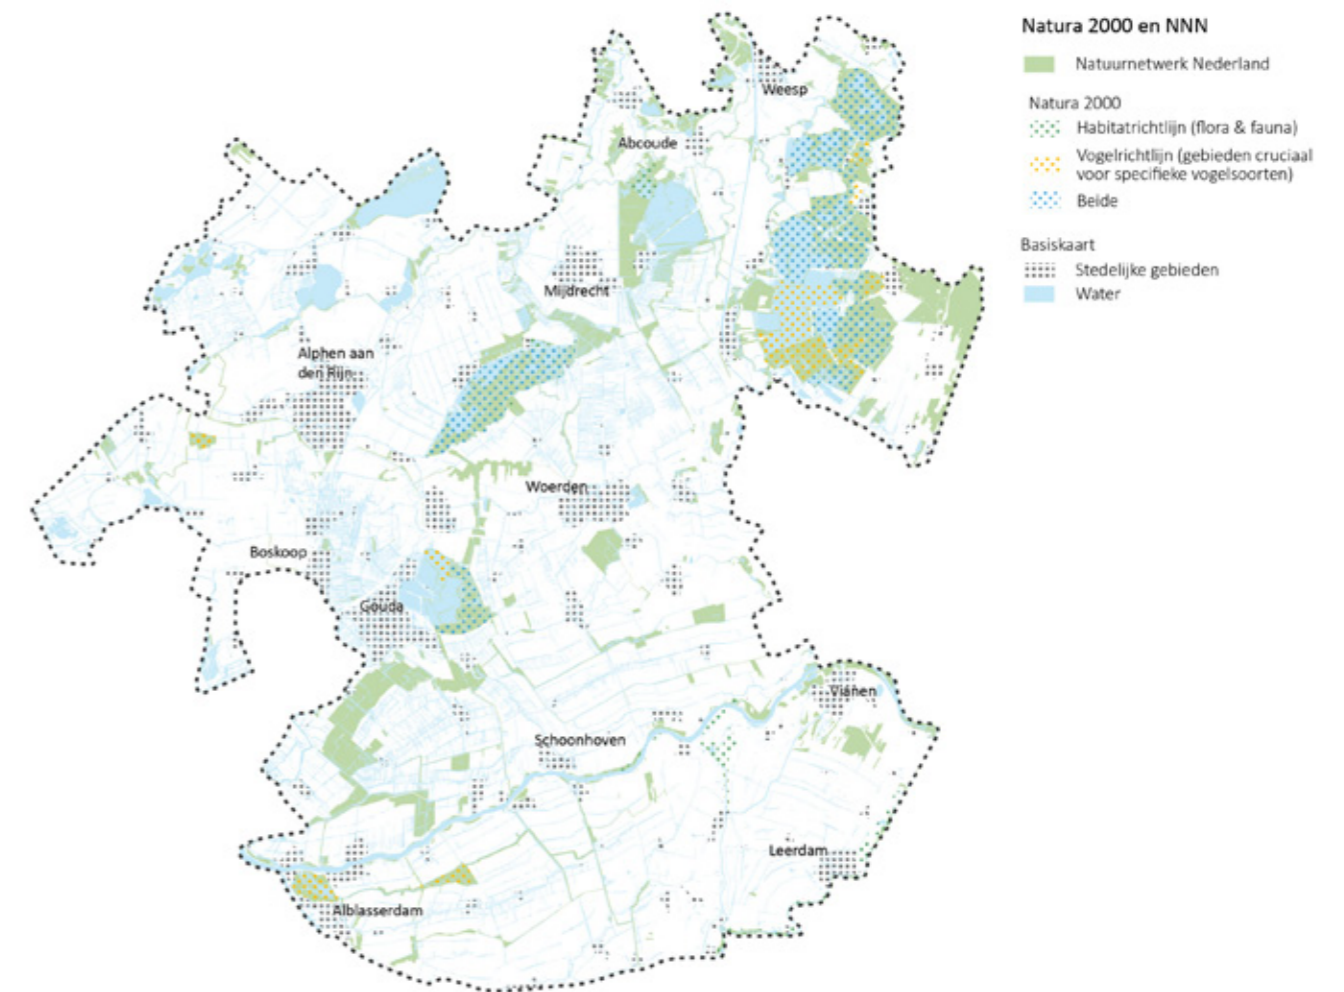 Natura 2000 en NNN
Natuurnetwerk Nederland
Natura 2000
Habitatrichtlijn (flora & fauna)
Vogelrichtlijn (gebieden cruciaal
voor specifieke vogelsoorten)
Beide
Basiskaart
Stedelijke gebieden
Water
Weesp
Abcoude
Mijdrecht
Alphen aan
den Rijn
Woerden
Boskoop
Gouda
Vianen
Schoonhoven
Leerdam
Alblasserdam